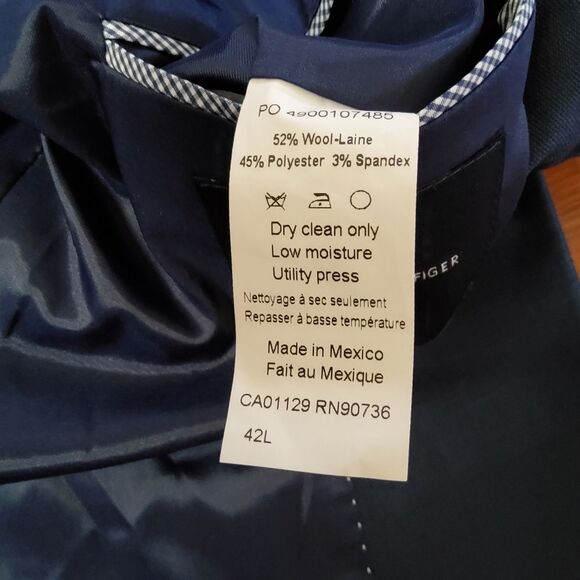 PO 4900107485
52% Wool-Laine
45% Polyester 3% Spandex
Dry clean only
Low moisture
Utility press
Nettoyage à sec seulement
Repasser à basse température
Made in Mexico
Fait au Mexique
CA01129 RN90736
42L
FIGER